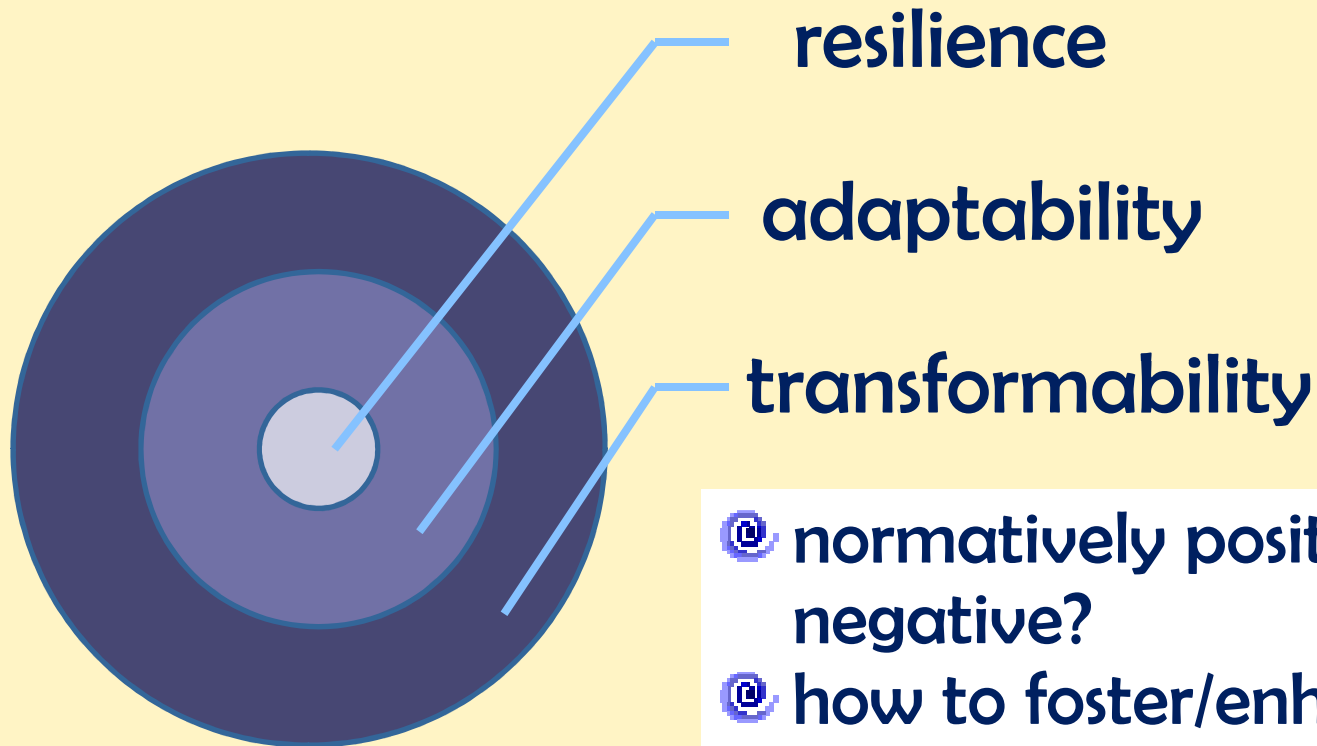 resilience
adaptability
transformability
normatively posit
negative?
how to foster/enh